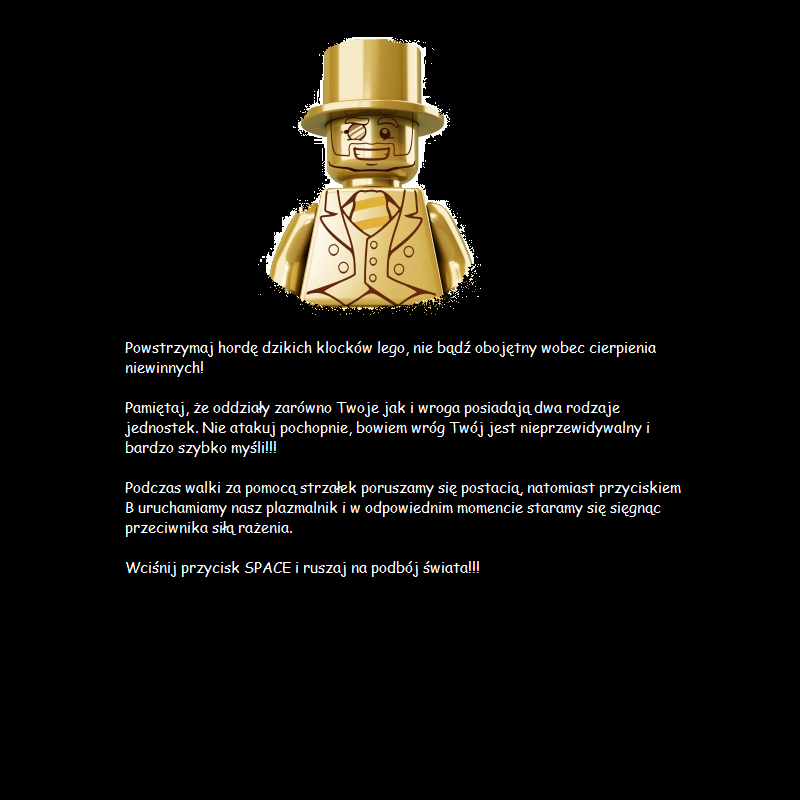 Powstrzymaj hordę dzikich klocków lego, nie bądź obojętny wobec cierpienia
niewinnych!
Pamiętaj, że oddziały zarówno Twoje jak i wroga posiadają dwa rodzaje
jednostek. Nie atakuj pochopnie, bowiem wróg Twój jest nieprzewidywalny i
bardzo szybko myśli!!!
Podczas walki za pomocą strzałek poruszamy się postacią, natomiast przyciskiem
B uruchamiamy nasz plazmalnik i w odpowiednim momencie staramy się sięgnąc
przeciwnika siłą rażenia.
Wciśnij przycisk SPACE i ruszaj na podbój świata!!!